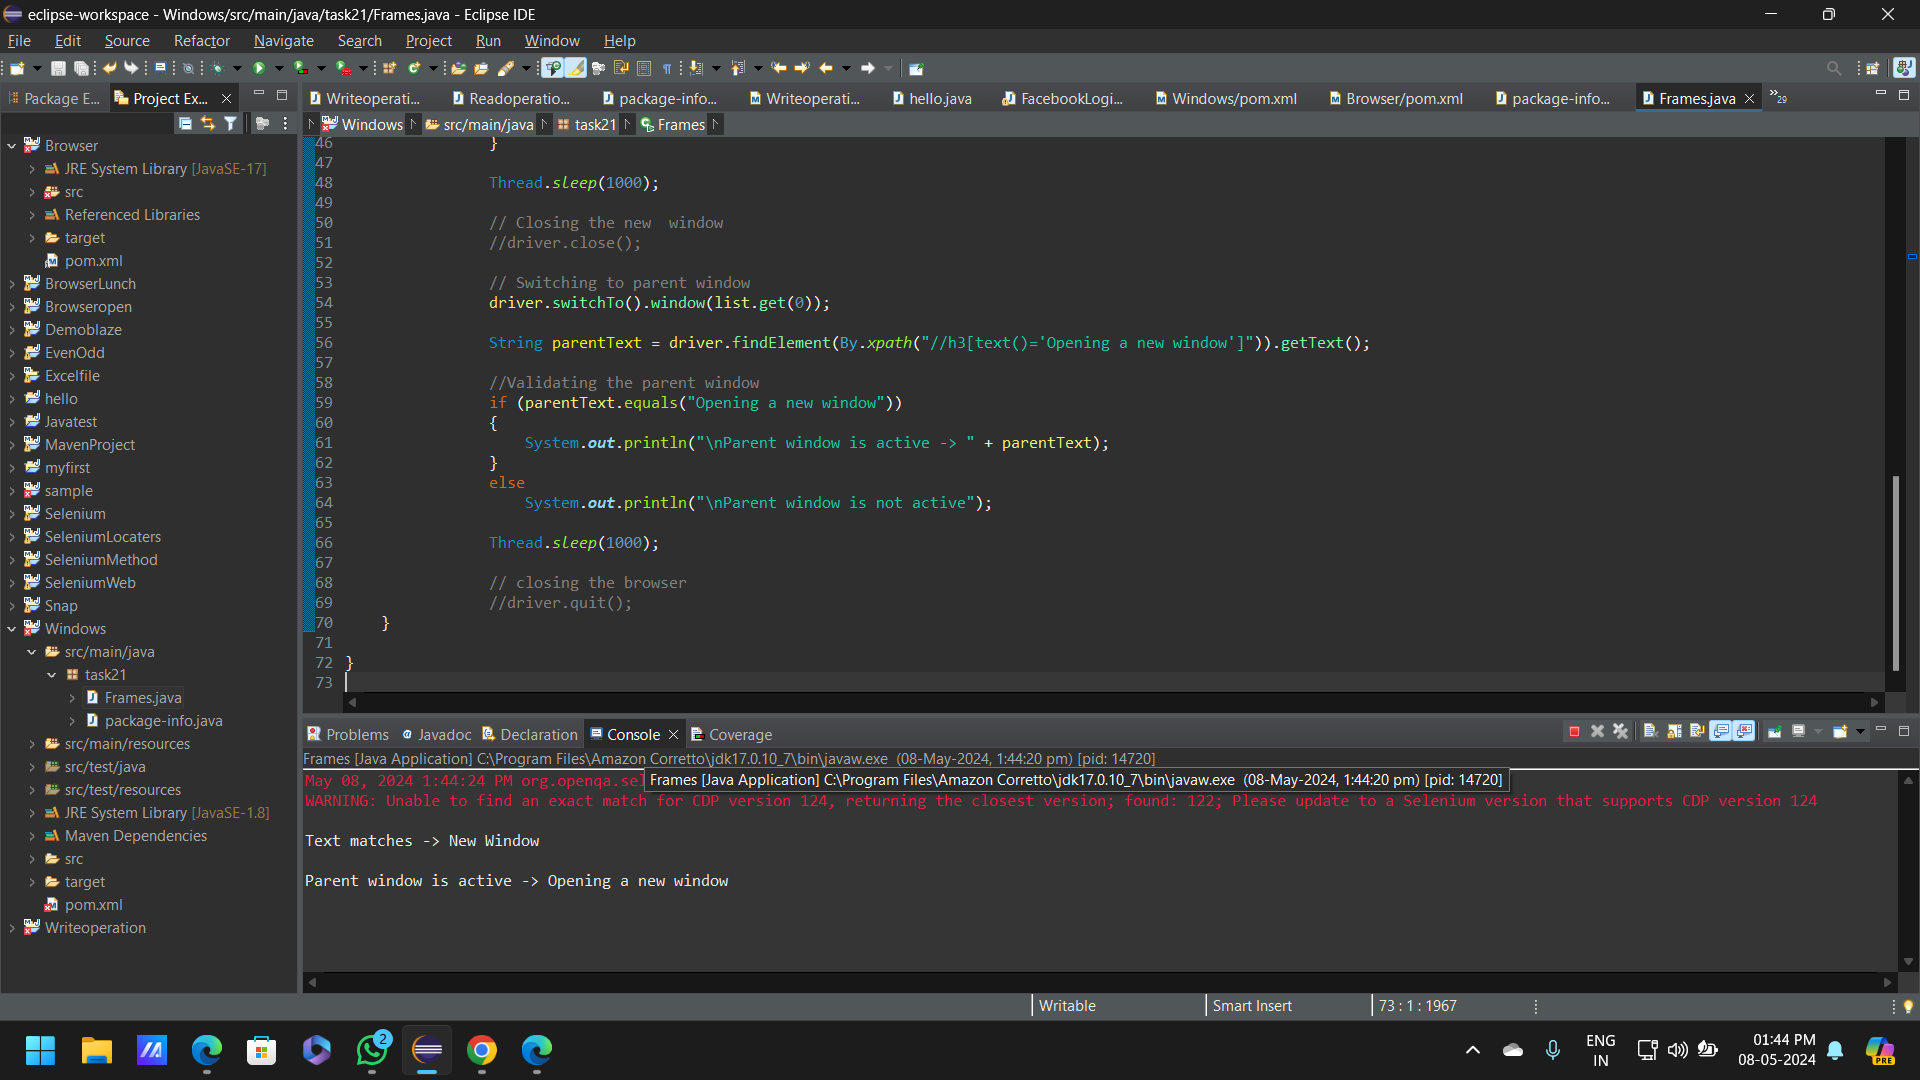 eclipse-workspace - Windows/src/main/java/task21/Frames.java - Eclipse IDE
File Edit Source Refactor Navigate Search Project Run Window Help
Package E... Project Ex...
Writeoperati... Readoperatio... package-info... Writeoperati... hello.java FacebookLogi... Windows/pom.xml Browser/pom.xml package-info... Frames.java 29
Windows src/main/java task21 Frames
Browser
JRE System Library [JavaSE-17]
src
Referenced Libraries
target
pom.xml
BrowserLunch
Browseropen
Demoblaze
EvenOdd
Excelfile
hello
Javatest
MavenProject
myfirst
sample
Selenium
SeleniumLocaters
SeleniumMethod
SeleniumWeb
Snap
Windows
src/main/java
task21
Frames.java
package-info.java
src/main/resources
src/test/java
src/test/resources
JRE System Library [JavaSE-1.8]
Maven Dependencies
src
target
pom.xml
Writeoperation
46 }
47
48 Thread.sleep(1000);
49
50 // Closing the new  window
51 //driver.close();
52
53 // Switching to parent window
54 driver.switchTo().window(list.get(0));
55
56 String parentText = driver.findElement(By.xpath("//h3[text()='Opening a new window']")).getText();
57
58 //Validating the parent window
59 if (parentText.equals("Opening a new window"))
60 {
61 System.out.println("\nParent window is active -> " + parentText);
62 }
63 else
64 System.out.println("\nParent window is not active");
65
66 Thread.sleep(1000);
67
68 // closing the browser
69 //driver.quit();
70 }
71
72 }
73
Problems Javadoc Declaration Console Coverage
Frames [Java Application] C:\Program Files\Amazon Corretto\jdk17.0.10_7\bin\javaw.exe (08-May-2024, 1:44:20 pm) [pid: 14720]
May 08, 2024 1:44:24 PM org.openqa.sel
Frames [Java Application] C:\Program Files\Amazon Corretto\jdk17.0.10_7\bin\javaw.exe (08-May-2024, 1:44:20 pm) [pid: 14720]
WARNING: Unable to find an exact match for CDP version 124, returning the closest version; found: 122; Please update to a Selenium version that supports CDP version 124
Text matches -> New Window
Parent window is active -> Opening a new window
Writable Smart Insert 73 : 1 : 1967
2
ENG
IN
01:44 PM
08-05-2024
PRE